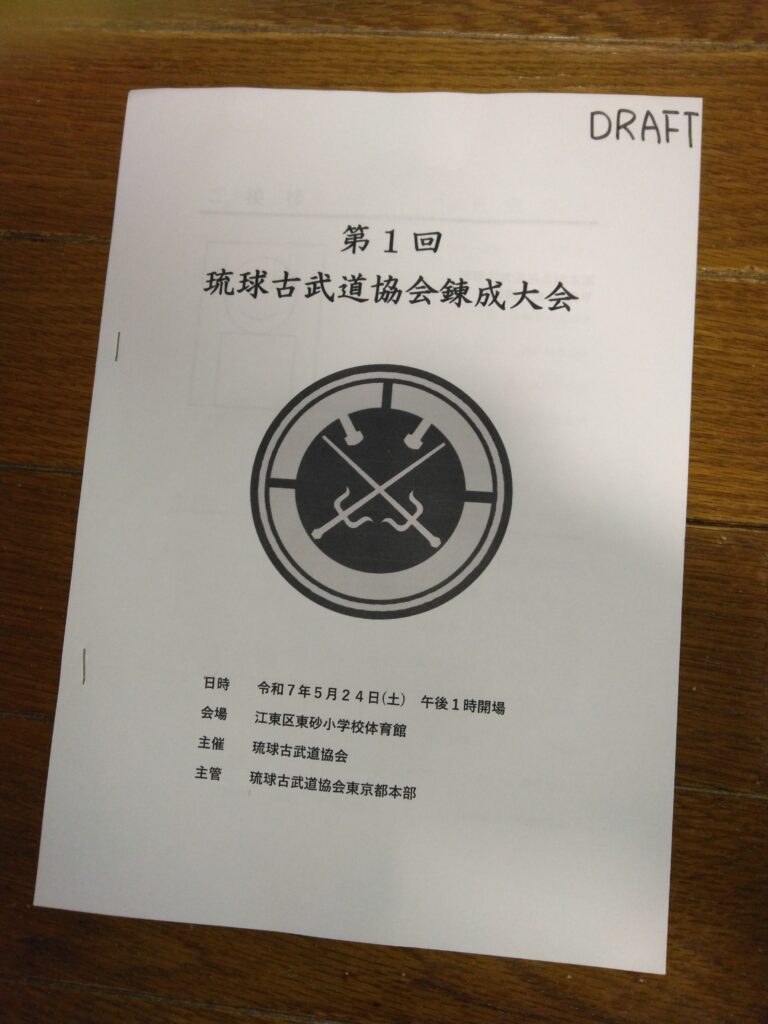 DRAFT
第1回
琉球古武道協会錬成大会
日時 令和7年5月24日(土) 午後1時開場
会場 江東区東砂小学校体育館
主催 琉球古武道協会
主管 琉球古武道協会東京都本部